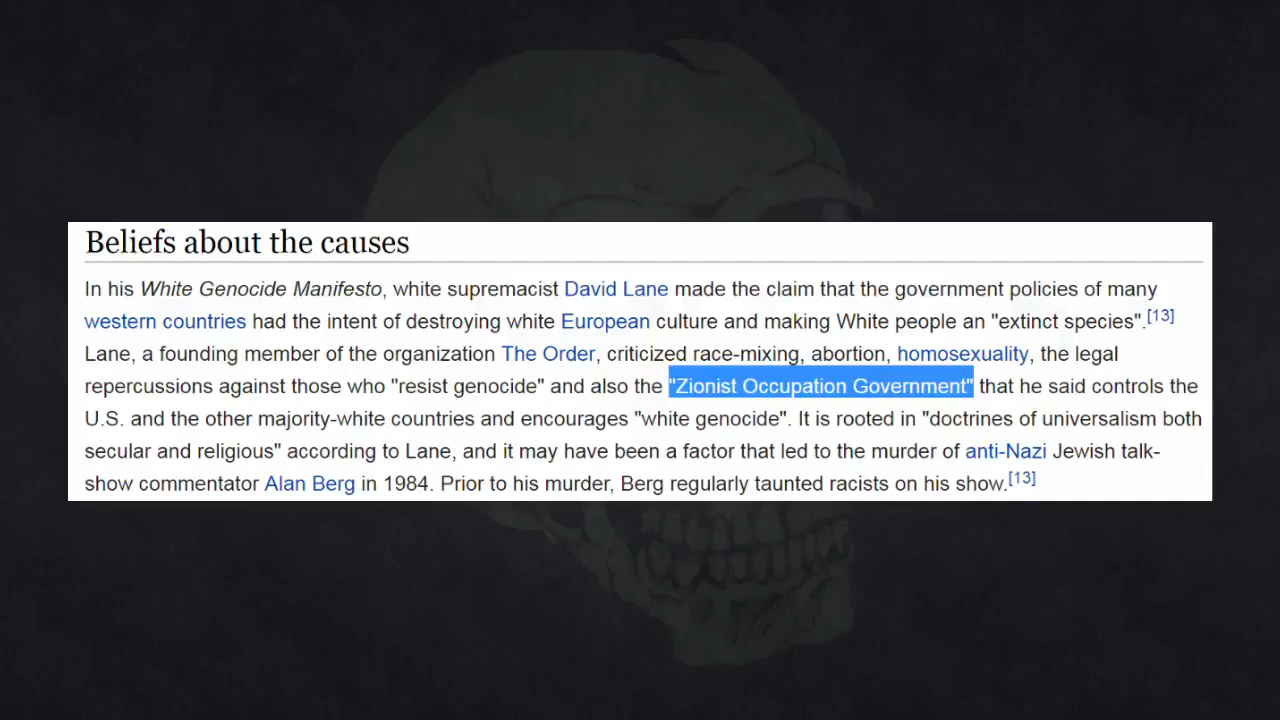 Beliefs about the causes
In his White Genocide Manifesto, white supremacist David Lane made the claim that the government policies of many
western countries had the intent of destroying white European culture and making White people an "extinct species".[13]
Lane, a founding member of the organization The Order, criticized race-mixing, abortion, homosexuality, the legal
repercussions against those who "resist genocide" and also the "Zionist Occupation Government" that he said controls the
U.S. and the other majority-white countries and encourages "white genocide". It is rooted in "doctrines of universalism both
secular and religious" according to Lane, and it may have been a factor that led to the murder of anti-Nazi Jewish talk-
show commentator Alan Berg in 1984. Prior to his murder, Berg regularly taunted racists on his show.[13]